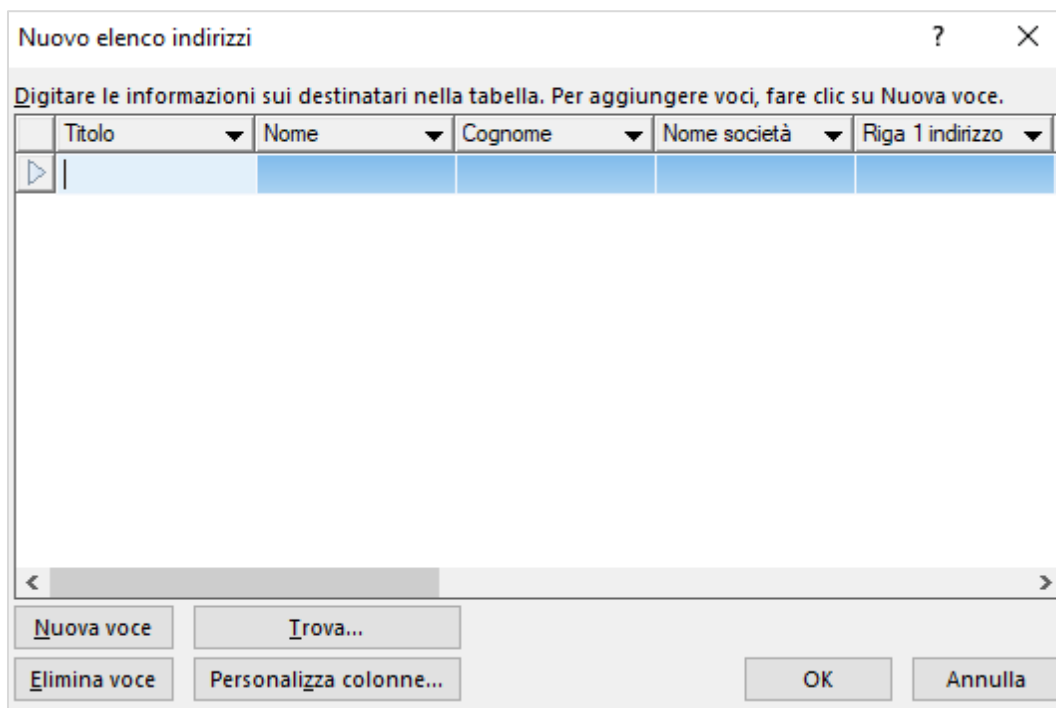 Nuovo elenco indirizzi ?
Digitare le informazioni sui destinatari nella tabella. Per aggiungere voci, fare clic su Nuova voce.
Titolo Nome Cognome Nome società Riga 1 indirizzo
Nuova voce Trova...
Elimina voce Personalizza colonne... OK Annulla